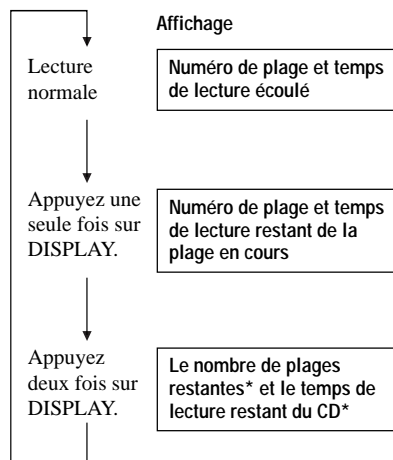 Affichage
Lecture
normale
Numéro de plage et temps
de lecture écoulé
Appuyez une
seule fois sur
DISPLAY.
Numéro de plage et temps
de lecture restant de la
plage en cours
Appuyez
deux fois sur
DISPLAY.
Le nombre de plages
restantes* et le temps de
lecture restant du CD*